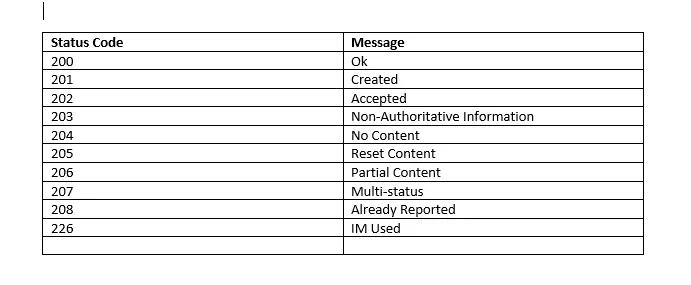 Status Code Message
200 Ok
201 Created
202 Accepted
203 Non-Authoritative Information
204 No Content
205 Reset Content
206 Partial Content
207 Multi-status
208 Already Reported
226 IM Used